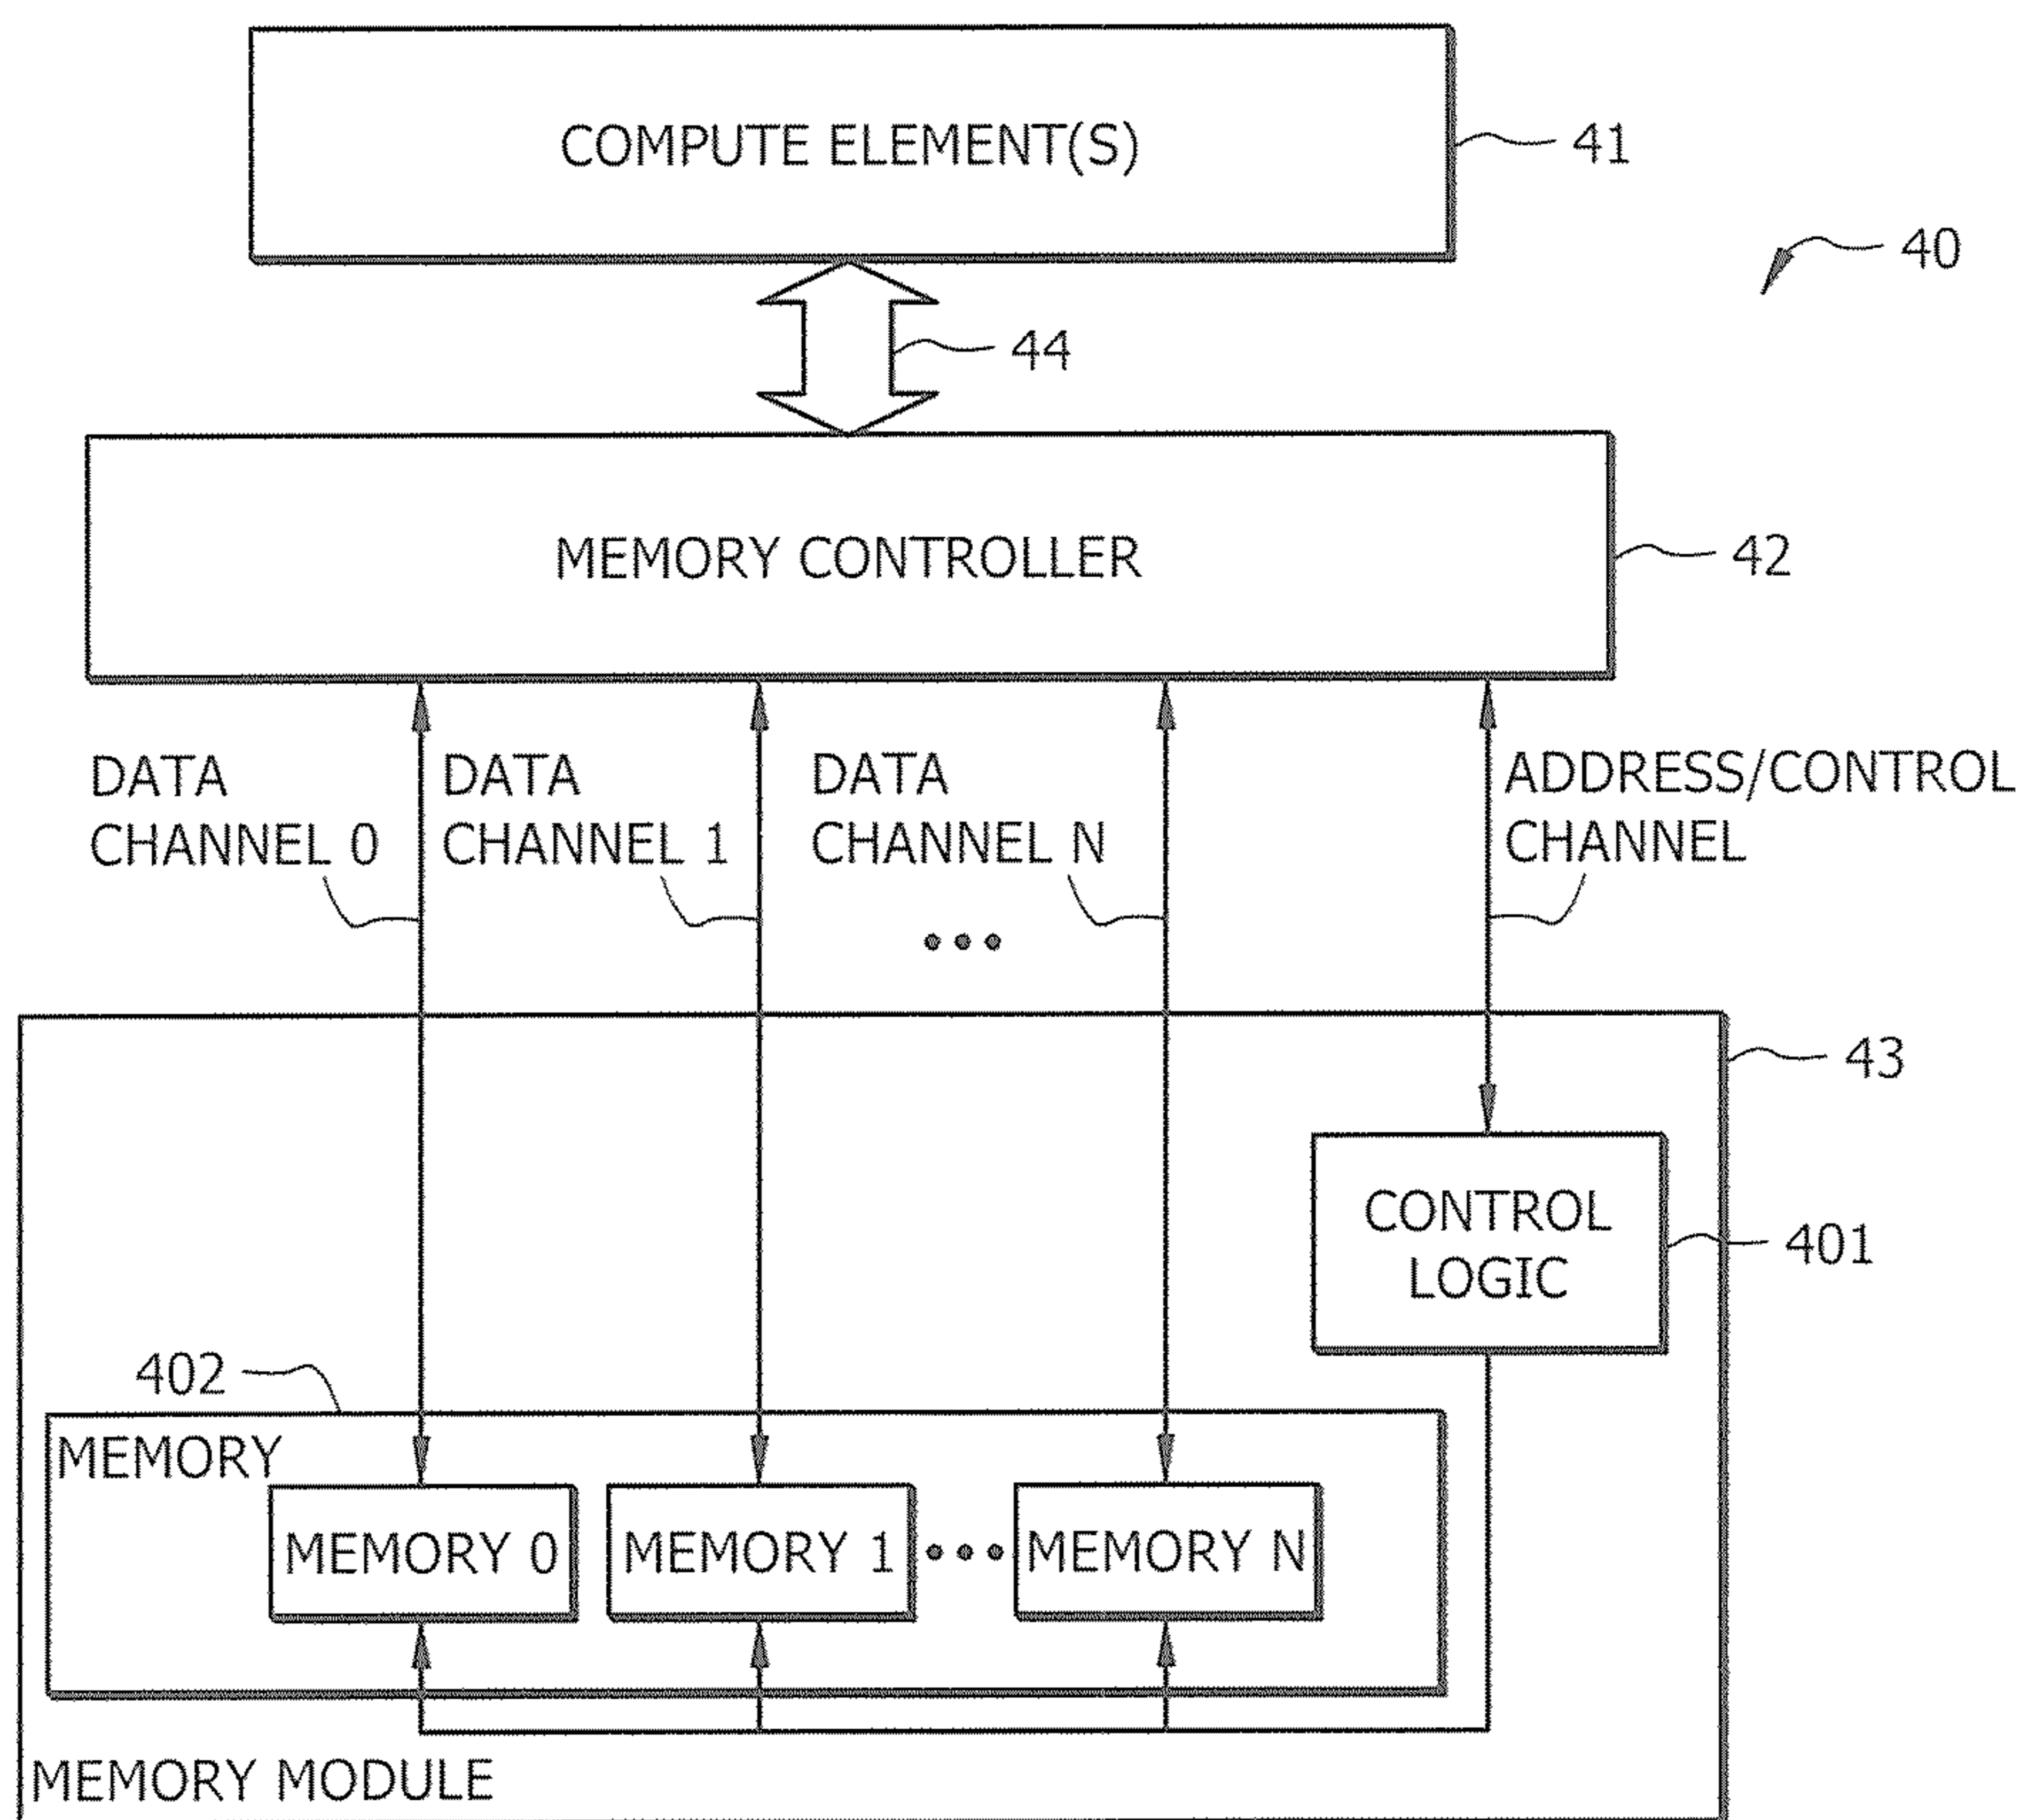 COMPUTE ELEMENT(S)
41
40
44
MEMORY CONTROLLER
42
DATA
CHANNEL 0
DATA
CHANNEL 1
DATA
CHANNEL N
ADDRESS/CONTROL
CHANNEL
•••
43
CONTROL
LOGIC
401
402
MEMORY
MEMORY 0
MEMORY 1
•••
MEMORY N
MEMORY MODULE